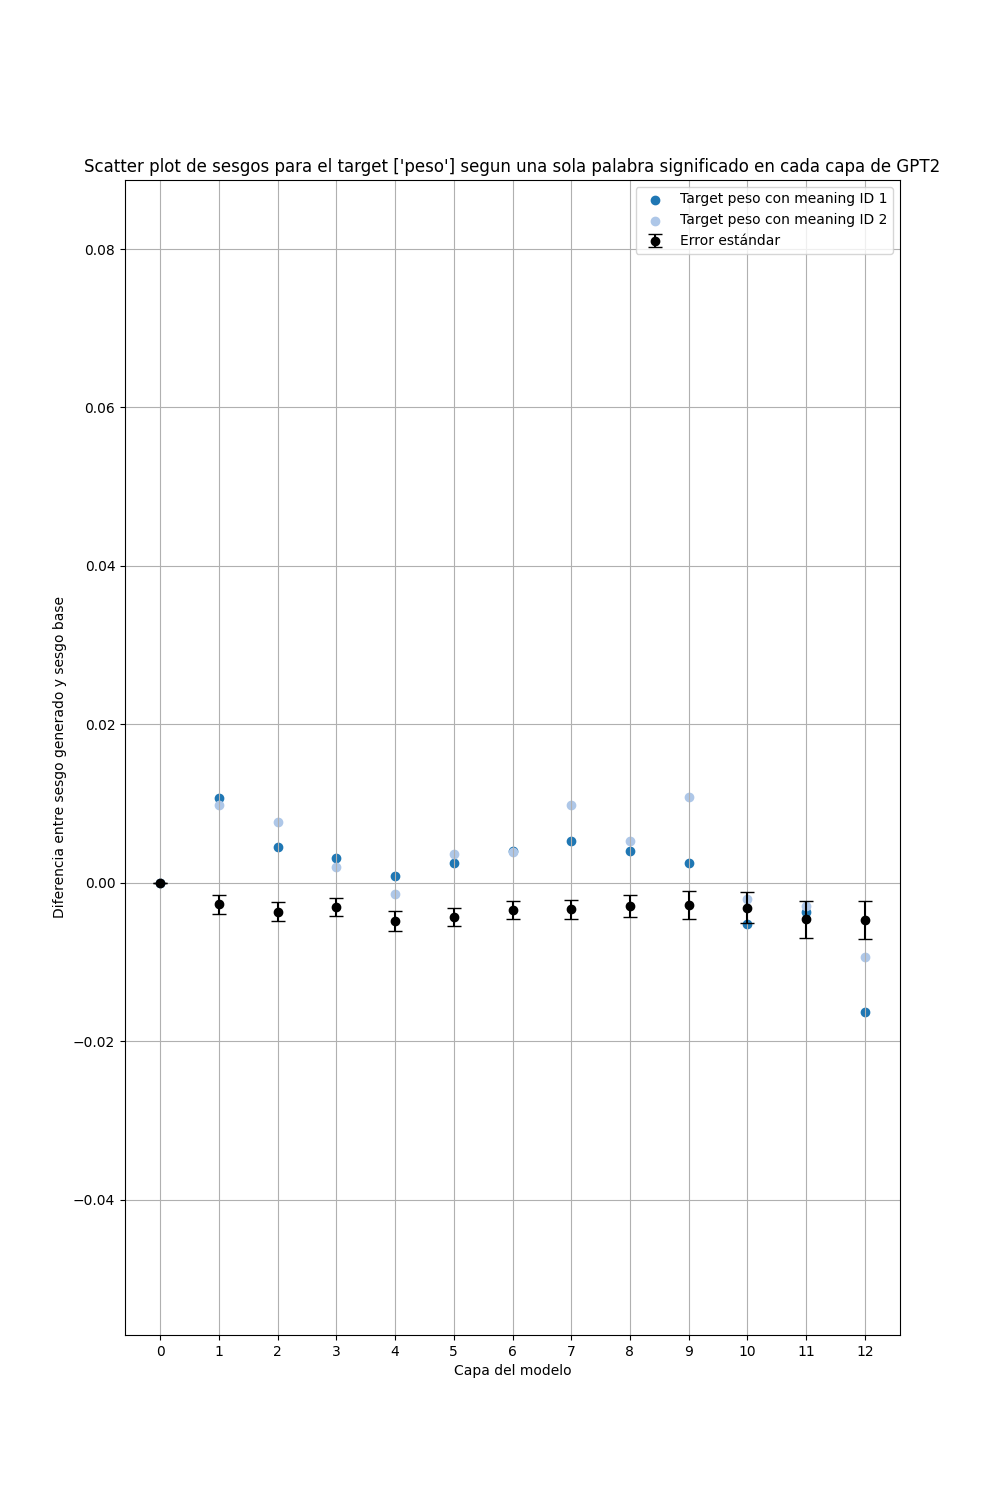 Scatter plot de sesgos para el target ['peso'] segun una sola palabra significado en cada capa de GPT2
Target peso con meaning ID 1
Target peso con meaning ID 2
Error estándar
0.08
0.06
0.04
0.02
0.00
−0.02
−0.04
Diferencia entre sesgo generado y sesgo base
0 1 2 3 4 5 6 7 8 9 10 11 12
Capa del modelo